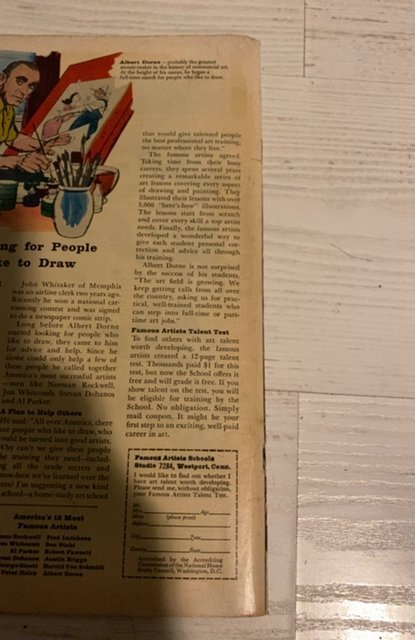 Albert Dorne — probably the greatest
money-maker in the history of commercial art.
At the height of his career, he began a
full-time search for people who like to draw.
ng for People
ke to Draw
John Whitaker of Memphis
was an airline clerk two years ago.
Recently he won a national car-
tooning contest and was signed
to do a newspaper comic strip.
Long before Albert Dorne
started looking for people who
like to draw, they came to him
for advice and help. Since he
alone could only help a few of
these people he called together
America's most successful artists
—men like Norman Rockwell,
Jon Whitcomb, Stevan Dohanos
and Al Parker.
A Plan to Help Others
He said: "All over America, there
are people who like to draw, who
could be turned into good artists.
Why can't we give these people
he training they need—includ-
ng all the trade secrets and
now-how we've learned over the
ears? I'm suggesting a new kind
school—a home study art school
that would give talented people
the best professional art training,
no matter where they live."
The famous artists agreed.
Taking time from their busy
careers, they spent several years
creating a remarkable series of
art lessons covering every aspect
of drawing and painting. They
illustrated their lessons with over
5,000 "here's-how" illustrations.
The lessons start from scratch
and cover every skill a top artist
needs. Finally, the famous artists
developed a wonderful way to
give each student personal cor-
rection and advice all through
his training.
Albert Dorne is not surprised
by the success of his students.
"The art field is growing. We
keep getting calls from all over
the country, asking us for prac-
tical, well-trained students who
can step into full-time or part-
time art jobs."
Famous Artists Talent Test
To find others with art talent
worth developing, the famous
artists created a 12-page talent
test. Thousands paid $1 for this
test, but now the School offers it
free and will grade it free. If you
show talent on the test, you will
be eligible for training by the
School. No obligation. Simply
mail coupon. It might be your
first step to an exciting, well-paid
career in art.
America's 12 Most
Famous Artists
man Rockwell Fred Ludekens
on Whitcomb Ben Stahl
Al Parker Robert Fawcett
van Dohanos Austin Briggs
George Giusti Harold Von Schmidt
Peter Helck Albert Dorne
Famous Artists Schools
Studio 7284, Westport, Conn.
I would like to find out whether I
have art talent worth developing.
Please send me, without obligation,
your Famous Artists Talent Test.
Mr.
Mrs. Age
Miss (please print)
Address
City Zone
County State
Accredited by the Accrediting
Commission of the National Home
Study Council, Washington, D.C.